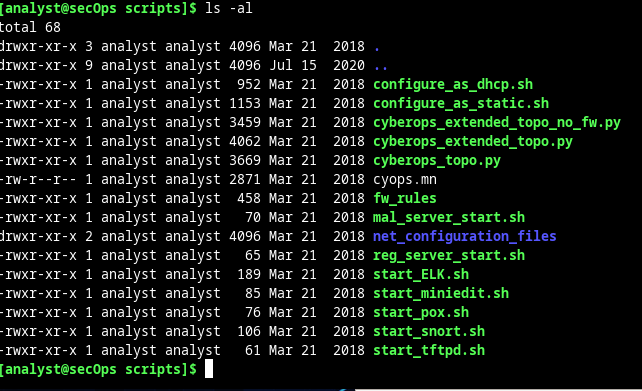 [analyst@secOps scripts]$ ls -al
total 68
drwxr-xr-x 3 analyst analyst 4096 Mar 21  2018 .
drwxr-xr-x 9 analyst analyst 4096 Jul 15  2020 ..
-rwxr-xr-x 1 analyst analyst  952 Mar 21  2018 configure_as_dhcp.sh
-rwxr-xr-x 1 analyst analyst 1153 Mar 21  2018 configure_as_static.sh
-rwxr-xr-x 1 analyst analyst 3459 Mar 21  2018 cyberops_extended_topo_no_fw.py
-rwxr-xr-x 1 analyst analyst 4062 Mar 21  2018 cyberops_extended_topo.py
-rwxr-xr-x 1 analyst analyst 3669 Mar 21  2018 cyberops_topo.py
-rw-r--r-- 1 analyst analyst 2871 Mar 21  2018 cyops.mn
-rwxr-xr-x 1 analyst analyst  458 Mar 21  2018 fw_rules
-rwxr-xr-x 1 analyst analyst   70 Mar 21  2018 mal_server_start.sh
drwxr-xr-x 2 analyst analyst 4096 Mar 21  2018 net_configuration_files
-rwxr-xr-x 1 analyst analyst   65 Mar 21  2018 reg_server_start.sh
-rwxr-xr-x 1 analyst analyst  189 Mar 21  2018 start_ELK.sh
-rwxr-xr-x 1 analyst analyst   85 Mar 21  2018 start_miniedit.sh
-rwxr-xr-x 1 analyst analyst   76 Mar 21  2018 start_pox.sh
-rwxr-xr-x 1 analyst analyst  106 Mar 21  2018 start_snort.sh
-rwxr-xr-x 1 analyst analyst   61 Mar 21  2018 start_tftpd.sh
[analyst@secOps scripts]$